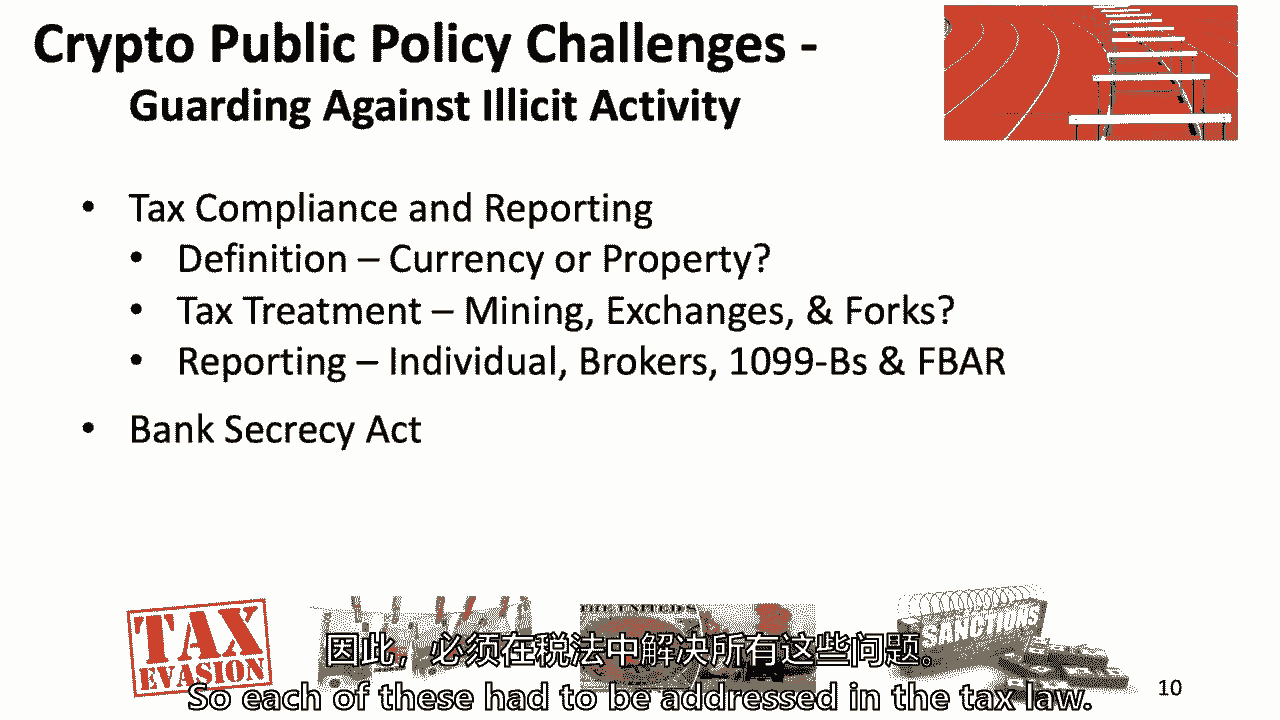 Crypto Public Policy Challenges -
Guarding Against Illicit Activity
• Tax Compliance and Reporting
• Definition – Currency or Property?
• Tax Treatment – Mining, Exchanges, & Forks?
• Reporting – Individual, Brokers, 1099-Bs & FBAR
• Bank Secrecy Act
TAX
EVASION
SANCTIONS
因此，必须在税法中解决所有这些问题。
So each of these had to be addressed in the tax law.
10